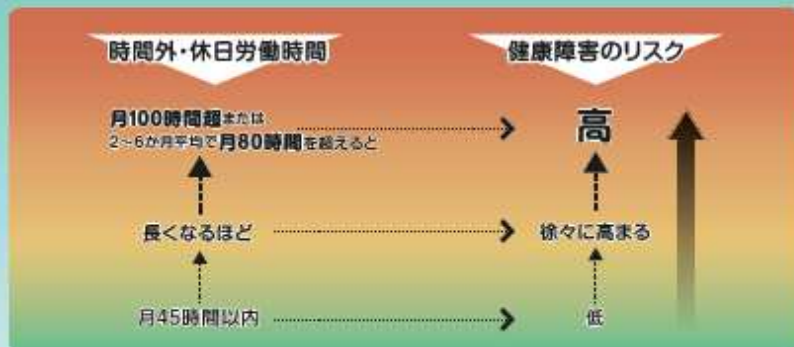 時間外・休日労働時間
健康障害のリスク
月100時間超または
2~6か月平均で月80時間を超えると
高
長くなるほど
徐々に高まる
月45時間以内
低